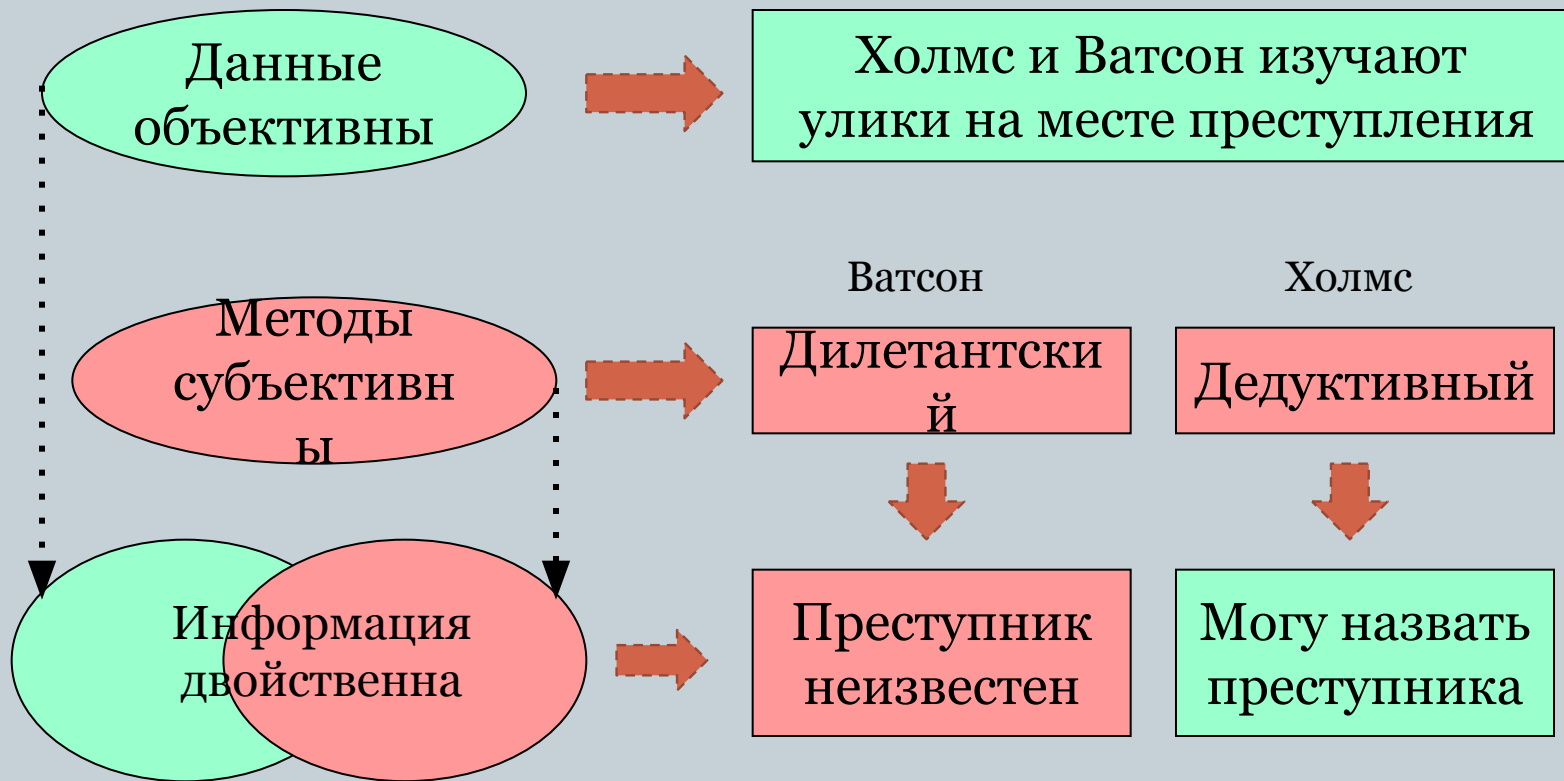 Данные
объективны
Холмс и Ватсон изучают
улики на месте преступления
Ватсон
Холмс
Методы
субъективн
ы
Дилетантски
й
Дедуктивный
Информация
двойственна
Преступник
неизвестен
Могу назвать
преступника